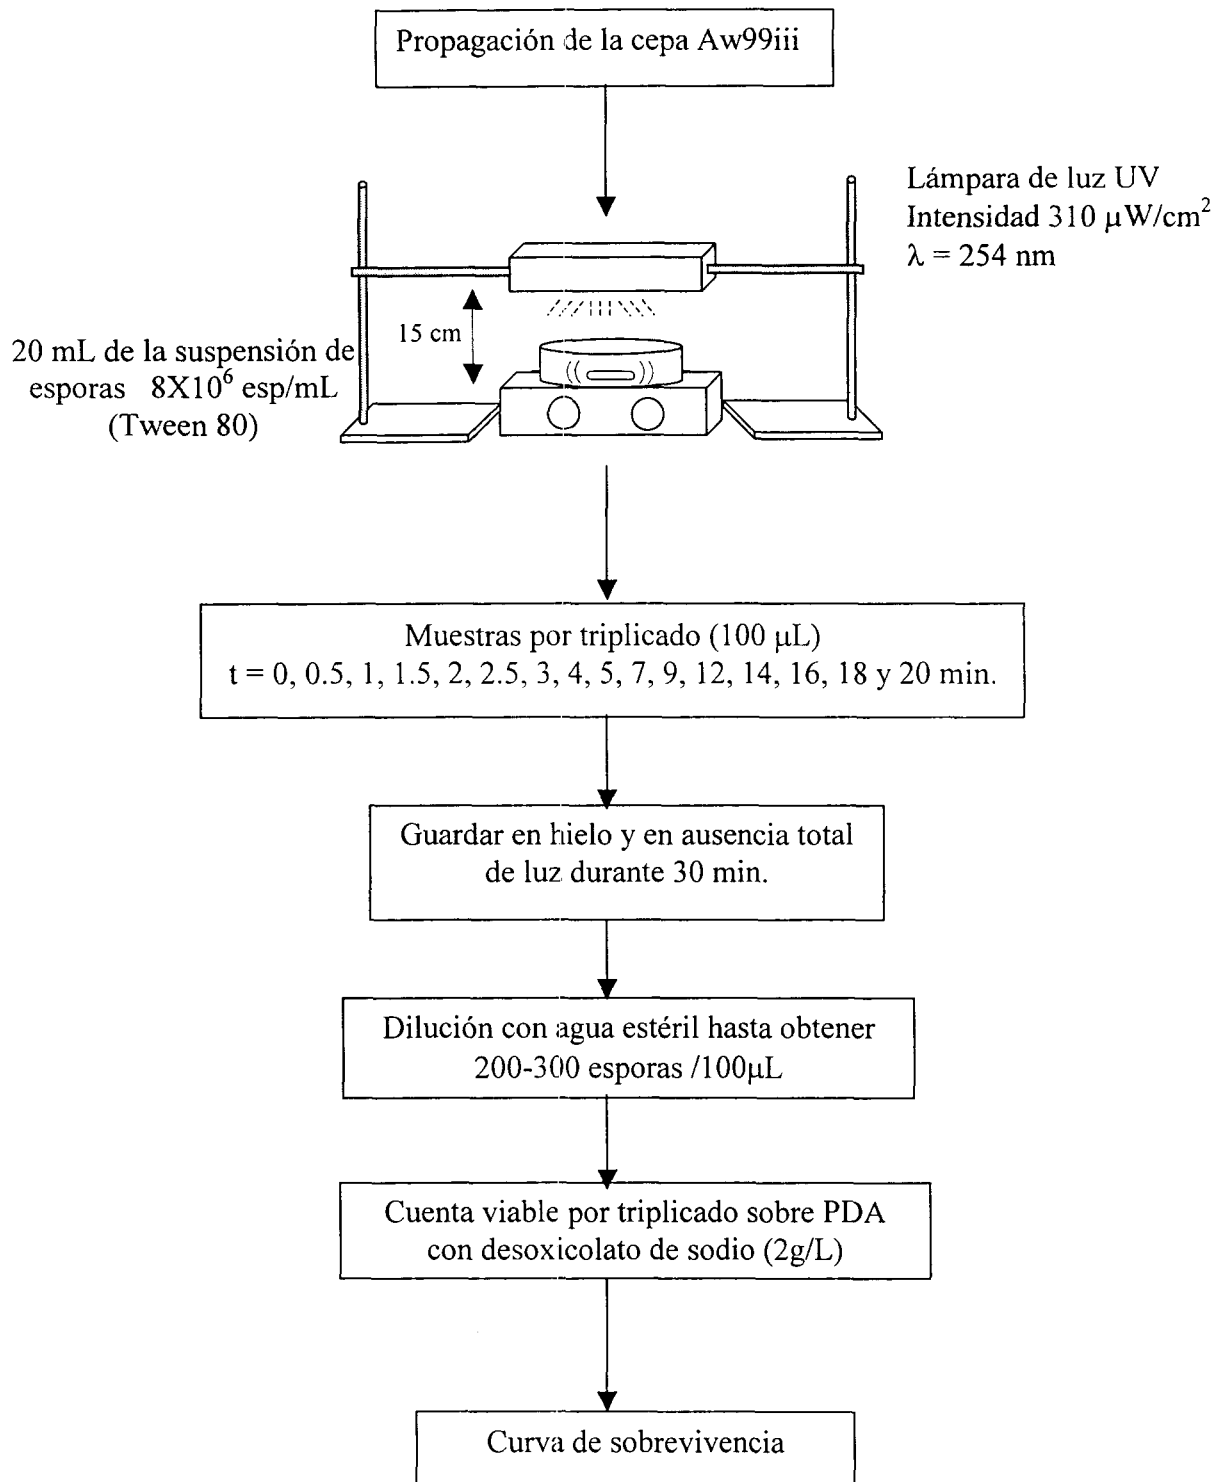 Propagación de la cepa Aw99iii
Lámpara de luz UV
Intensidad 310 μW/cm²
λ = 254 nm
15 cm
20 mL de la suspensión de
esporas 8X10⁶ esp/mL
(Tween 80)
Muestras por triplicado (100 μL)
t = 0, 0.5, 1, 1.5, 2, 2.5, 3, 4, 5, 7, 9, 12, 14, 16, 18 y 20 min.
Guardar en hielo y en ausencia total
de luz durante 30 min.
Dilución con agua estéril hasta obtener
200-300 esporas /100μL
Cuenta viable por triplicado sobre PDA
con desoxicolato de sodio (2g/L)
Curva de sobrevivencia